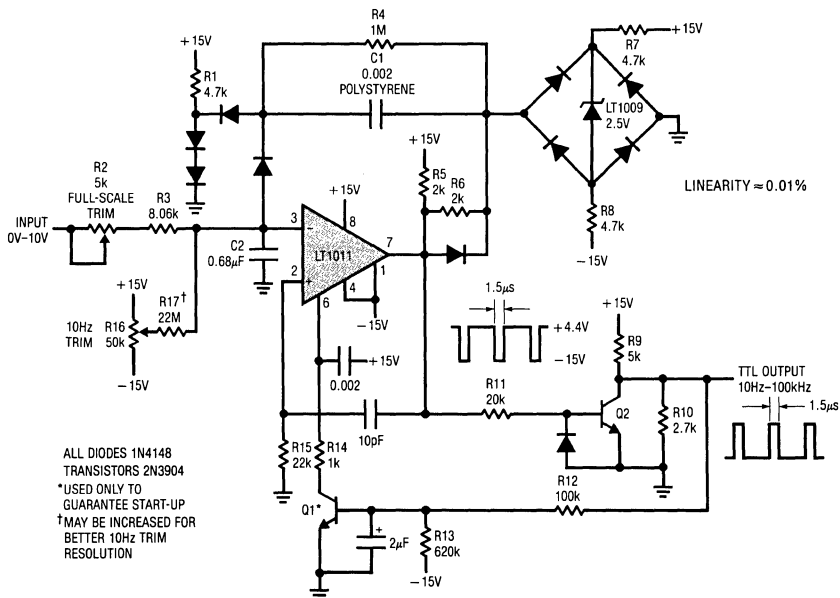 R4
1M
C1
0.002
POLYSTYRENE
+15V
R1
4.7k
R7
4.7k
+15V
LT1009
2.5V
R8
4.7k
−15V
LINEARITY ≈ 0.01%
R2
5k
FULL-SCALE
TRIM
R3
8.06k
INPUT
0V–10V
+15V
R5
2k
R6
2k
+15V
3
−
8
7
LT1011
2
+
1
4
6
−15V
C2
0.68µF
+15V
R17†
22M
10Hz
TRIM
R16
50k
−15V
1.5µs
+4.4V
−15V
+15V
R9
5k
TTL OUTPUT
10Hz–100kHz
1.5µs
+15V
0.002
R11
20k
Q2
R10
2.7k
10pF
R15
22k
R14
1k
R12
100k
Q1*
+
2µF
R13
620k
−15V
ALL DIODES 1N4148
TRANSISTORS 2N3904
*USED ONLY TO
GUARANTEE START-UP
†MAY BE INCREASED FOR
BETTER 10Hz TRIM
RESOLUTION